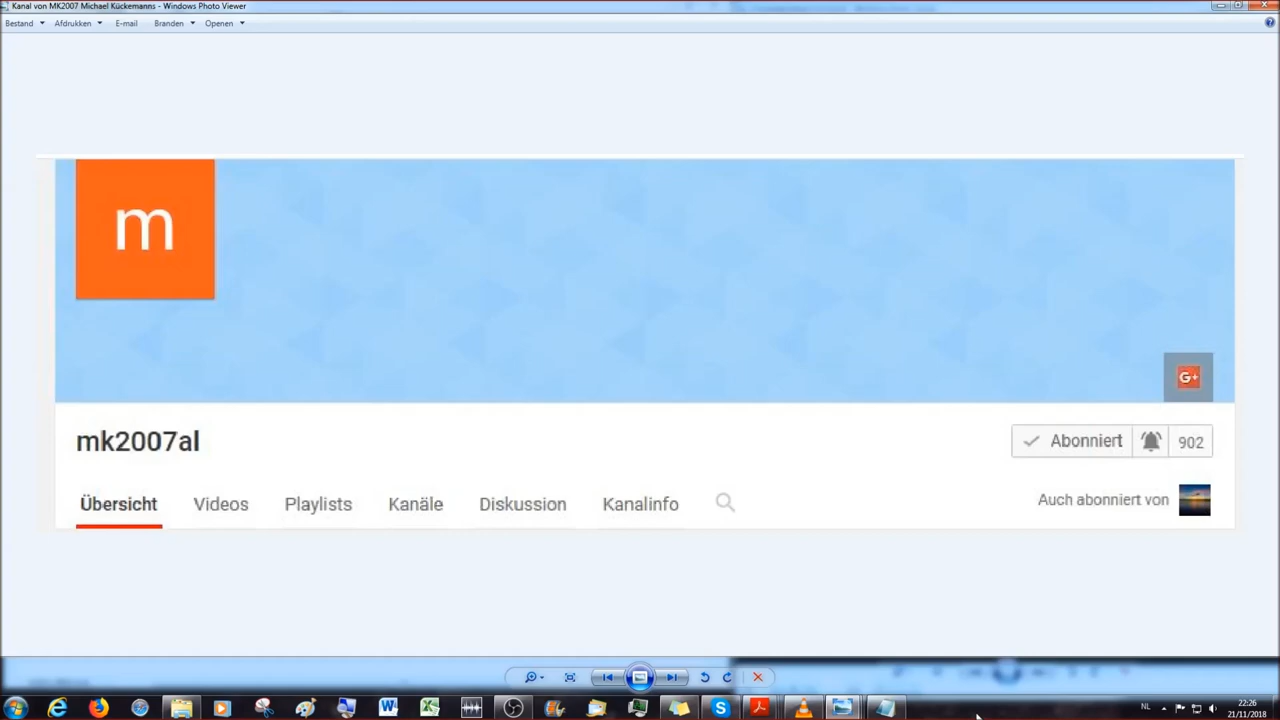 Kanal von MK2007 Michael Kückemanns - Windows Photo Viewer
Bestand Afdrukken E-mail Branden Openen
m
G+
mk2007al
Abonniert 902
Übersicht Videos Playlists Kanäle Diskussion Kanalinfo
Auch abonniert von
NL
22:26
21/11/2018